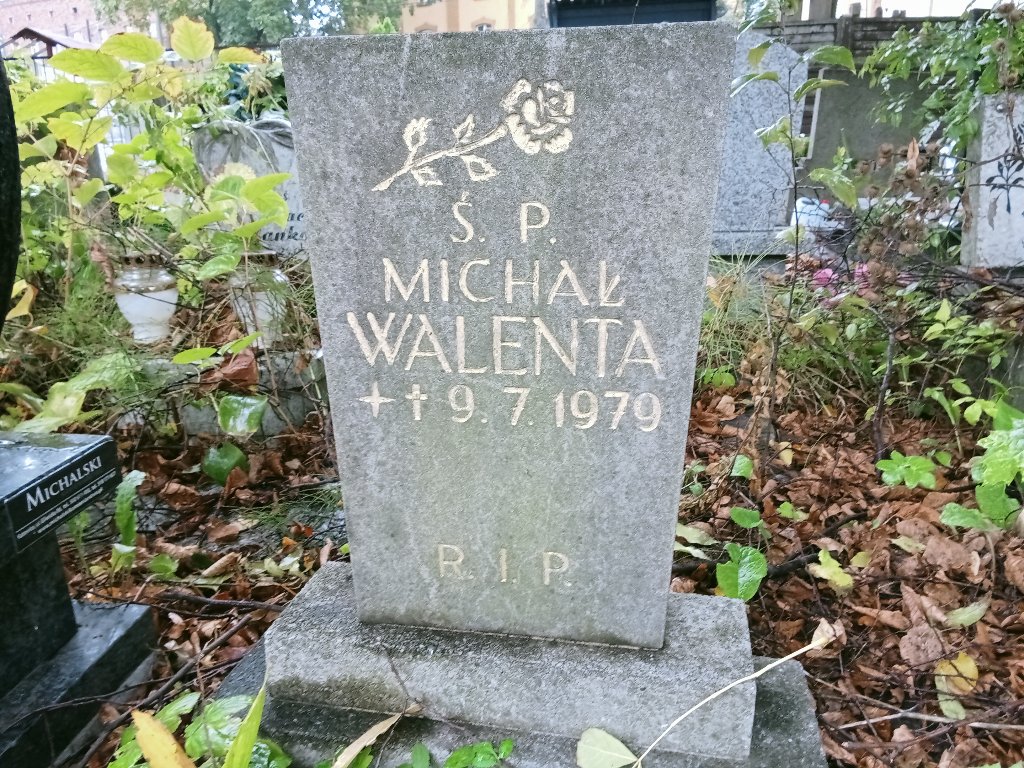 Ś. P.
MICHAŁ
WALENTA
✦ ✝ 9. 7. 1979
R. I. P.
MICHALSKI